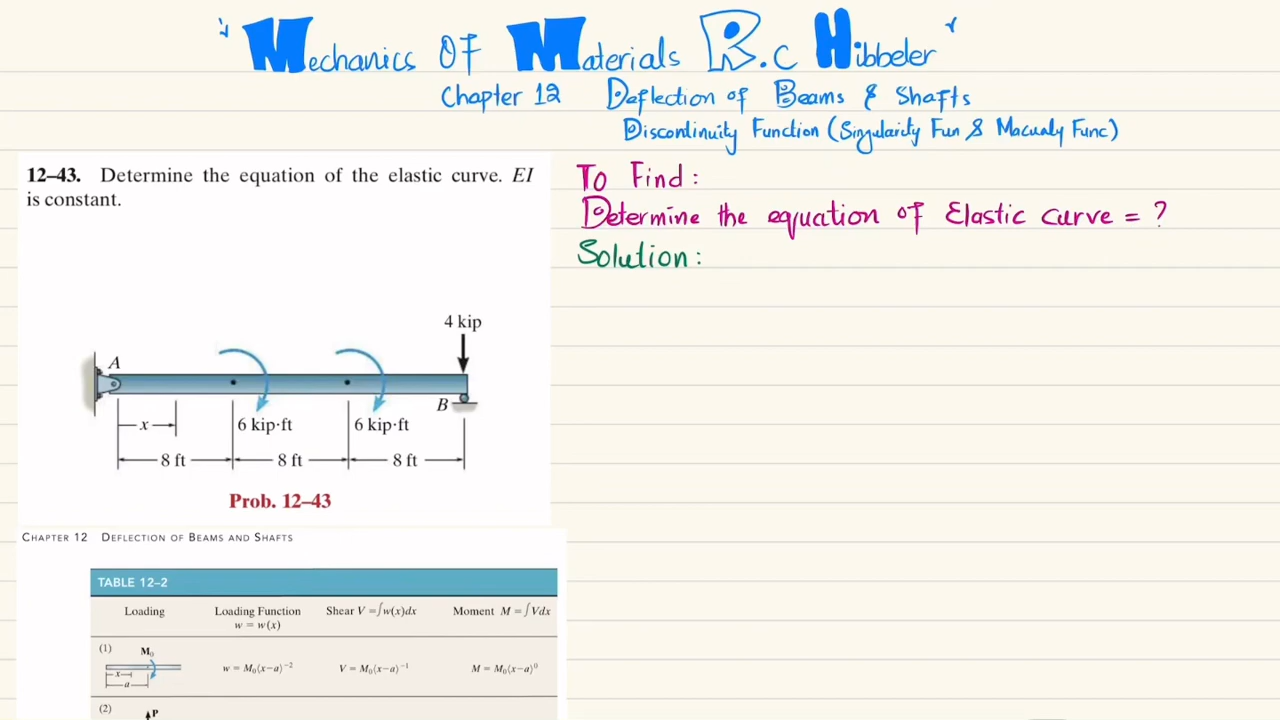 " Mechanics OF Materials R.c Hibbeler "
Chapter 12 Deflection of Beams & Shafts
Discontinuity Function (Singularity Fun & Macualy Func)
12–43. Determine the equation of the elastic curve. EI
is constant.
4 kip
A
B
x
6 kip·ft 6 kip·ft
8 ft 8 ft 8 ft
Prob. 12–43
To Find :
Determine the equation of Elastic curve = ?
Solution :
CHAPTER 12 DEFLECTION OF BEAMS AND SHAFTS
TABLE 12–2
Loading Loading Function Shear V = ∫w(x)dx Moment M = ∫Vdx
w = w(x)
(1) M₀
x
a
w = M₀⟨x−a⟩⁻² V = M₀⟨x−a⟩⁻¹ M = M₀⟨x−a⟩⁰
(2) P